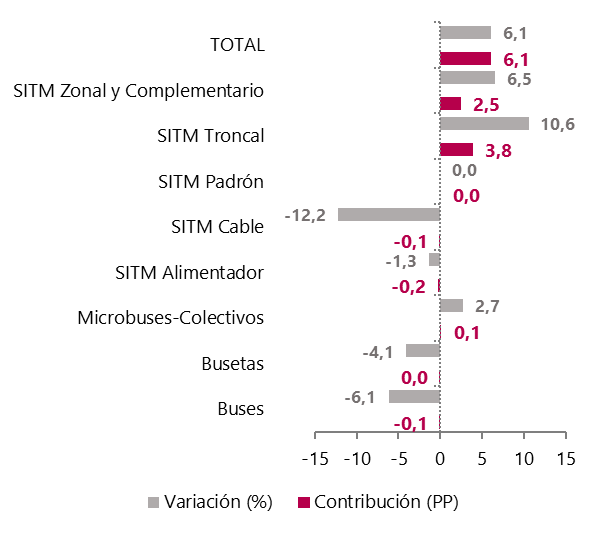 TOTAL
6,1
6,1
SITM Zonal y Complementario
6,5
2,5
SITM Troncal
10,6
3,8
SITM Padrón
0,0
0,0
SITM Cable
-12,2
-0,1
SITM Alimentador
-1,3
-0,2
Microbuses-Colectivos
2,7
0,1
Busetas
-4,1
0,0
Buses
-6,1
-0,1
-15 -10 -5 0 5 10 15
Variación (%) Contribución (PP)